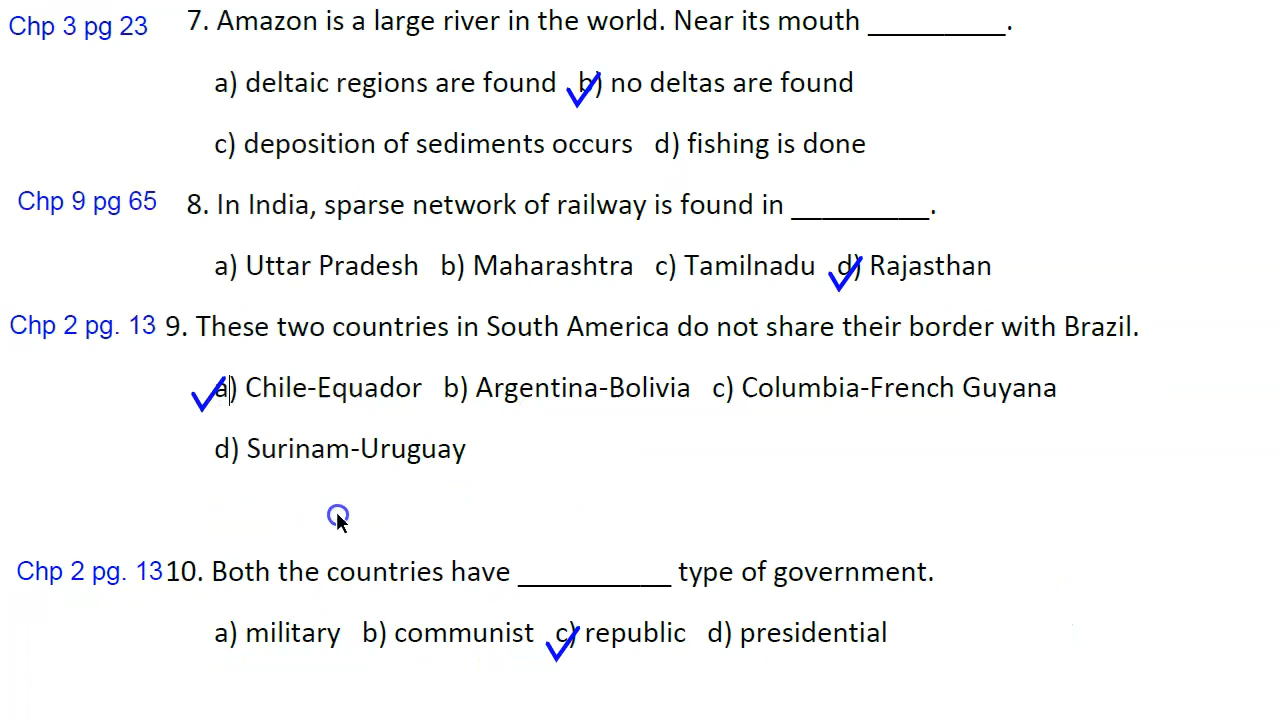 Chp 3 pg 23 7. Amazon is a large river in the world. Near its mouth _________.
a) deltaic regions are found b) no deltas are found
c) deposition of sediments occurs d) fishing is done
Chp 9 pg 65 8. In India, sparse network of railway is found in _________.
a) Uttar Pradesh b) Maharashtra c) Tamilnadu d) Rajasthan
Chp 2 pg. 13 9. These two countries in South America do not share their border with Brazil.
a) Chile-Equador b) Argentina-Bolivia c) Columbia-French Guyana
d) Surinam-Uruguay
Chp 2 pg. 13 10. Both the countries have __________ type of government.
a) military b) communist c) republic d) presidential